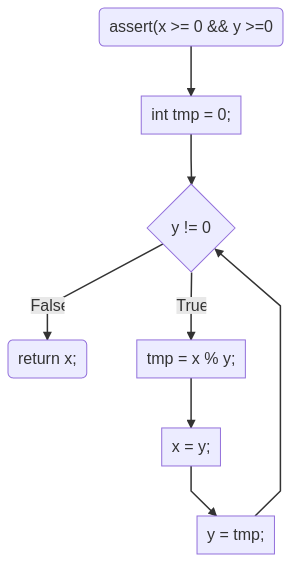 assert(x >= 0 && y >=0
int tmp = 0;
y != 0
False
True
return x;
tmp = x % y;
x = y;
y = tmp;